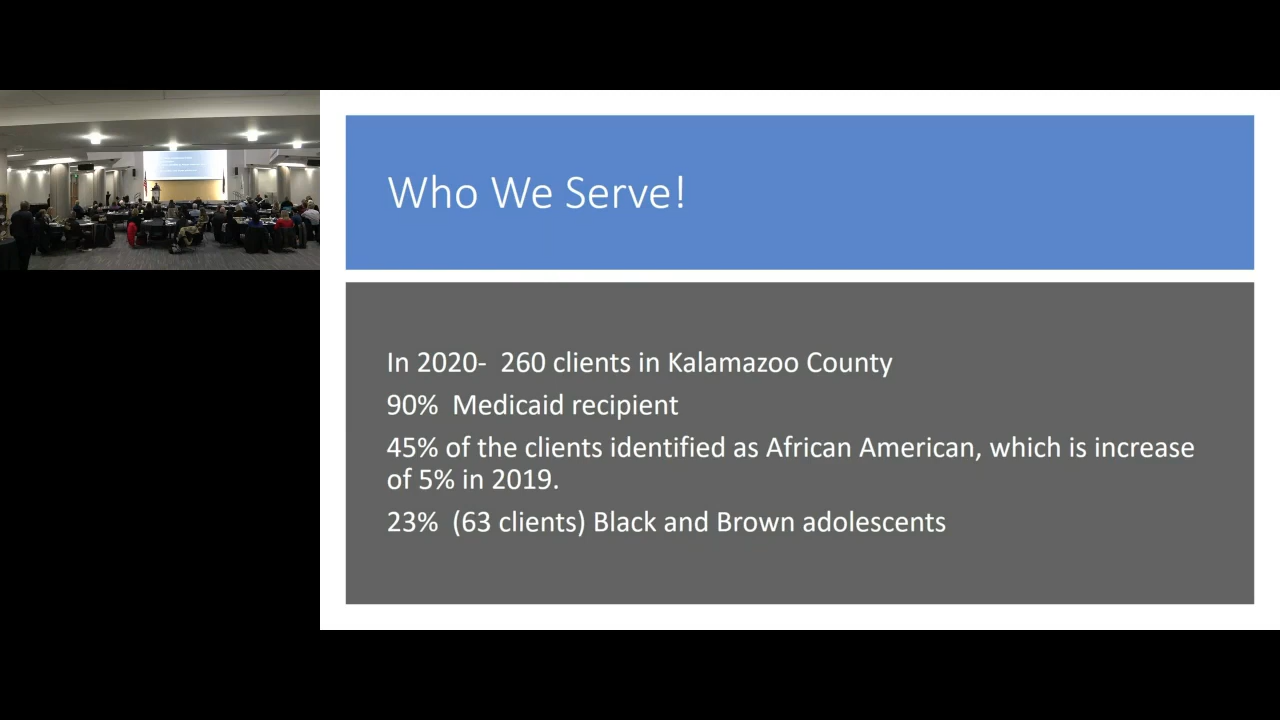 Who We Serve!
In 2020-  260 clients in Kalamazoo County
90%  Medicaid recipient
45% of the clients identified as African American, which is increase
of 5% in 2019.
23%  (63 clients) Black and Brown adolescents